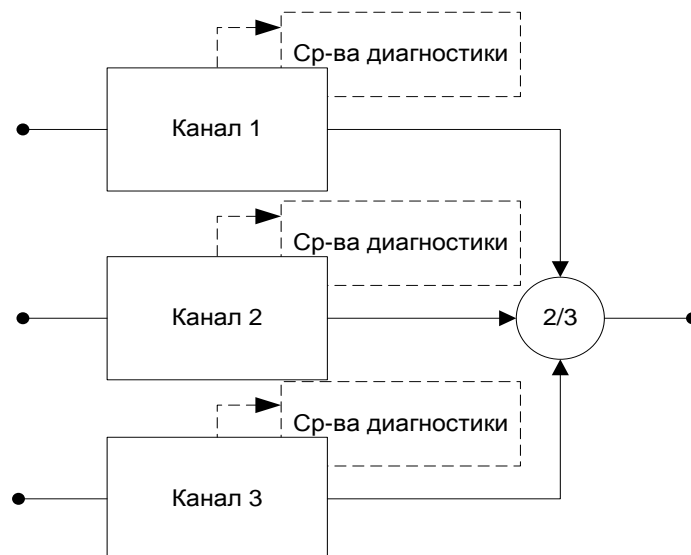 Ср-ва диагностики
Канал 1
Ср-ва диагностики
Канал 2
2/3
Ср-ва диагностики
Канал 3